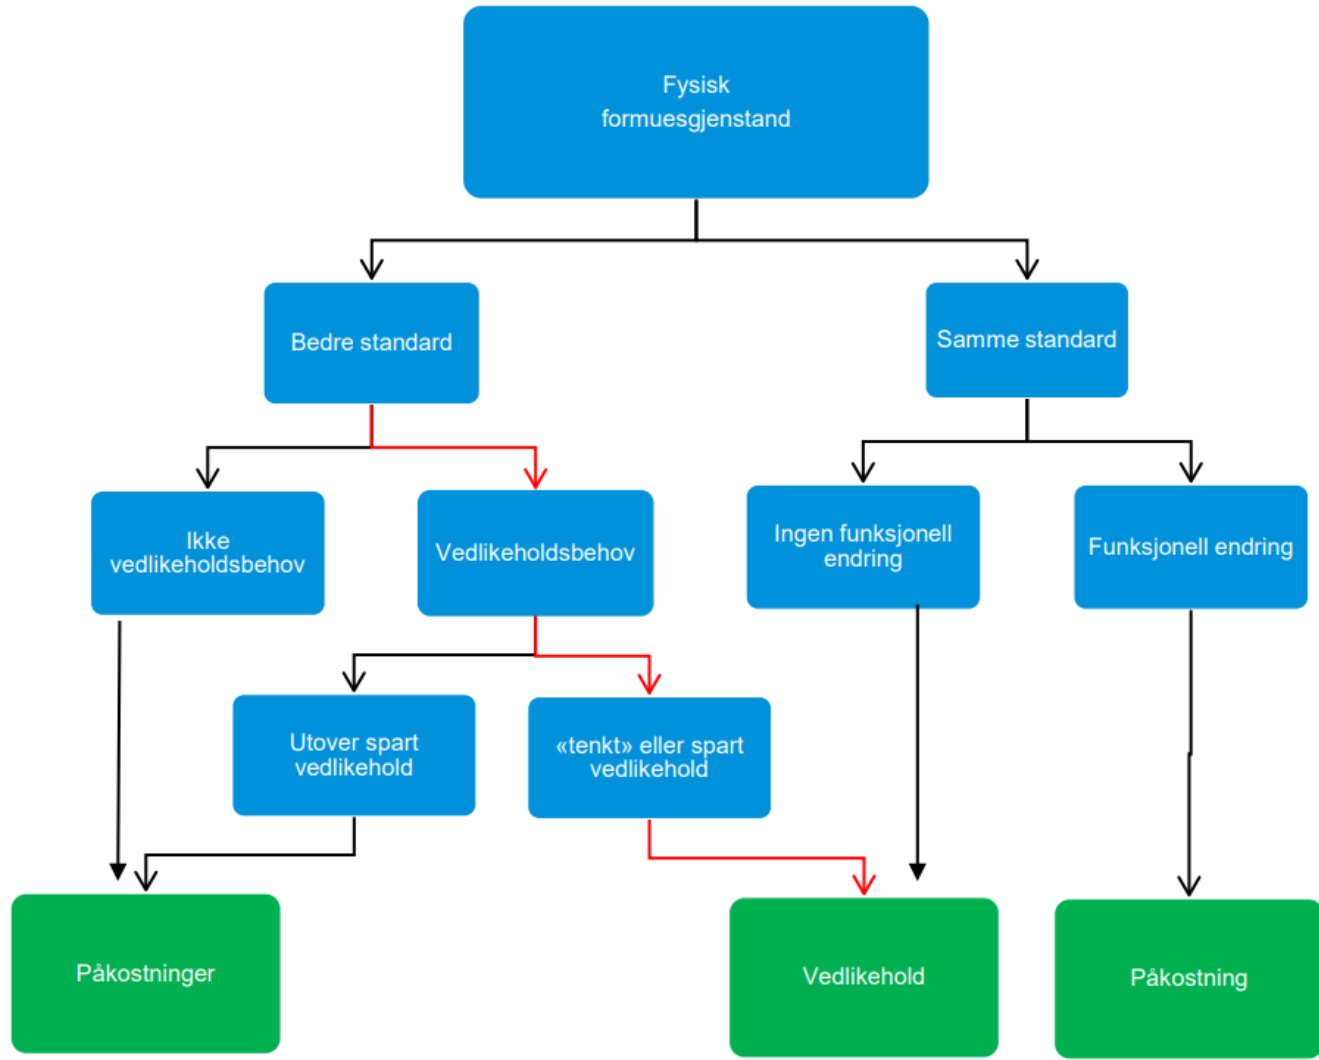 Fysisk
formuesgjenstand
Bedre standard
Samme standard
Ikke
vedlikeholdsbehov
Vedlikeholdsbehov
Ingen funksjonell
endring
Funksjonell endring
Utover spart
vedlikehold
«tenkt» eller spart
vedlikehold
Påkostninger
Vedlikehold
Påkostning